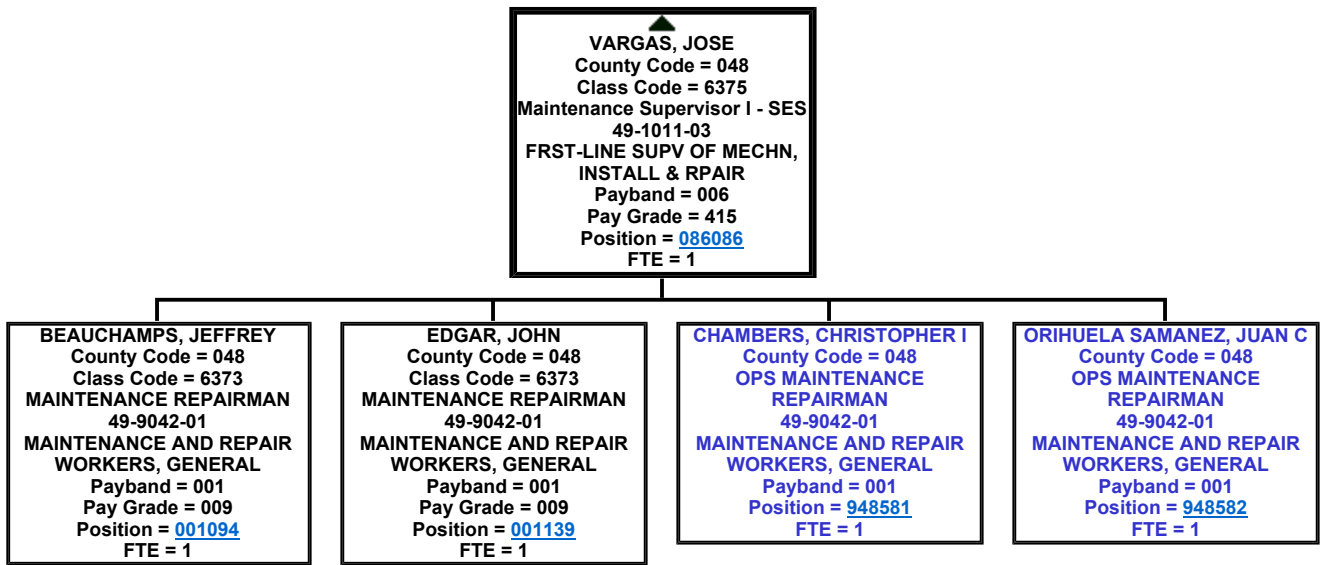 VARGAS, JOSE
County Code = 048
Class Code = 6375
Maintenance Supervisor I - SES
49-1011-03
FRST-LINE SUPV OF MECHN,
INSTALL & RPAIR
Payband = 006
Pay Grade = 415
Position = 086086
FTE = 1
BEAUCHAMPS, JEFFREY
County Code = 048
Class Code = 6373
MAINTENANCE REPAIRMAN
49-9042-01
MAINTENANCE AND REPAIR
WORKERS, GENERAL
Payband = 001
Pay Grade = 009
Position = 001094
FTE = 1
EDGAR, JOHN
County Code = 048
Class Code = 6373
MAINTENANCE REPAIRMAN
49-9042-01
MAINTENANCE AND REPAIR
WORKERS, GENERAL
Payband = 001
Pay Grade = 009
Position = 001139
FTE = 1
CHAMBERS, CHRISTOPHER I
County Code = 048
OPS MAINTENANCE
REPAIRMAN
49-9042-01
MAINTENANCE AND REPAIR
WORKERS, GENERAL
Payband = 001
Position = 948581
FTE = 1
ORIHUELA SAMANEZ, JUAN C
County Code = 048
OPS MAINTENANCE
REPAIRMAN
49-9042-01
MAINTENANCE AND REPAIR
WORKERS, GENERAL
Payband = 001
Position = 948582
FTE = 1